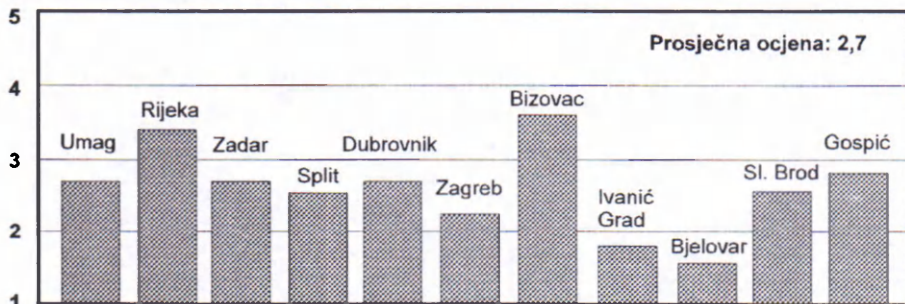 5
Prosječna ocjena: 2,7
4
Bizovac
Rijeka
Umag
Zadar
Dubrovnik
Gospić
3
Split
Zagreb
Sl. Brod
Ivanić
Grad
2
Bjelovar
1